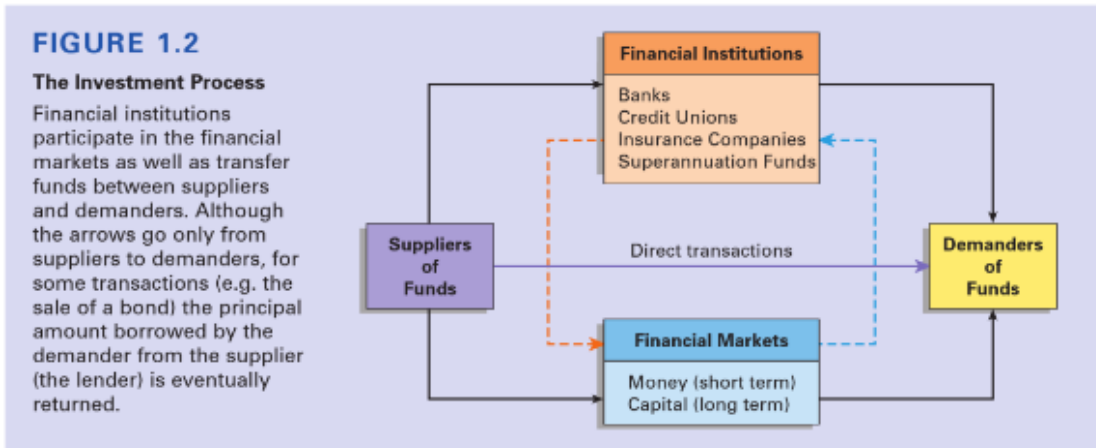 FIGURE 1.2
The Investment Process
Financial institutions
participate in the financial
markets as well as transfer
funds between suppliers
and demanders. Although
the arrows go only from
suppliers to demanders, for
some transactions (e.g. the
sale of a bond) the principal
amount borrowed by the
demander from the supplier
(the lender) is eventually
returned.
Financial Institutions
Banks
Credit Unions
Insurance Companies
Superannuation Funds
Suppliers
of
Funds
Direct transactions
Demanders
of
Funds
Financial Markets
Money (short term)
Capital (long term)